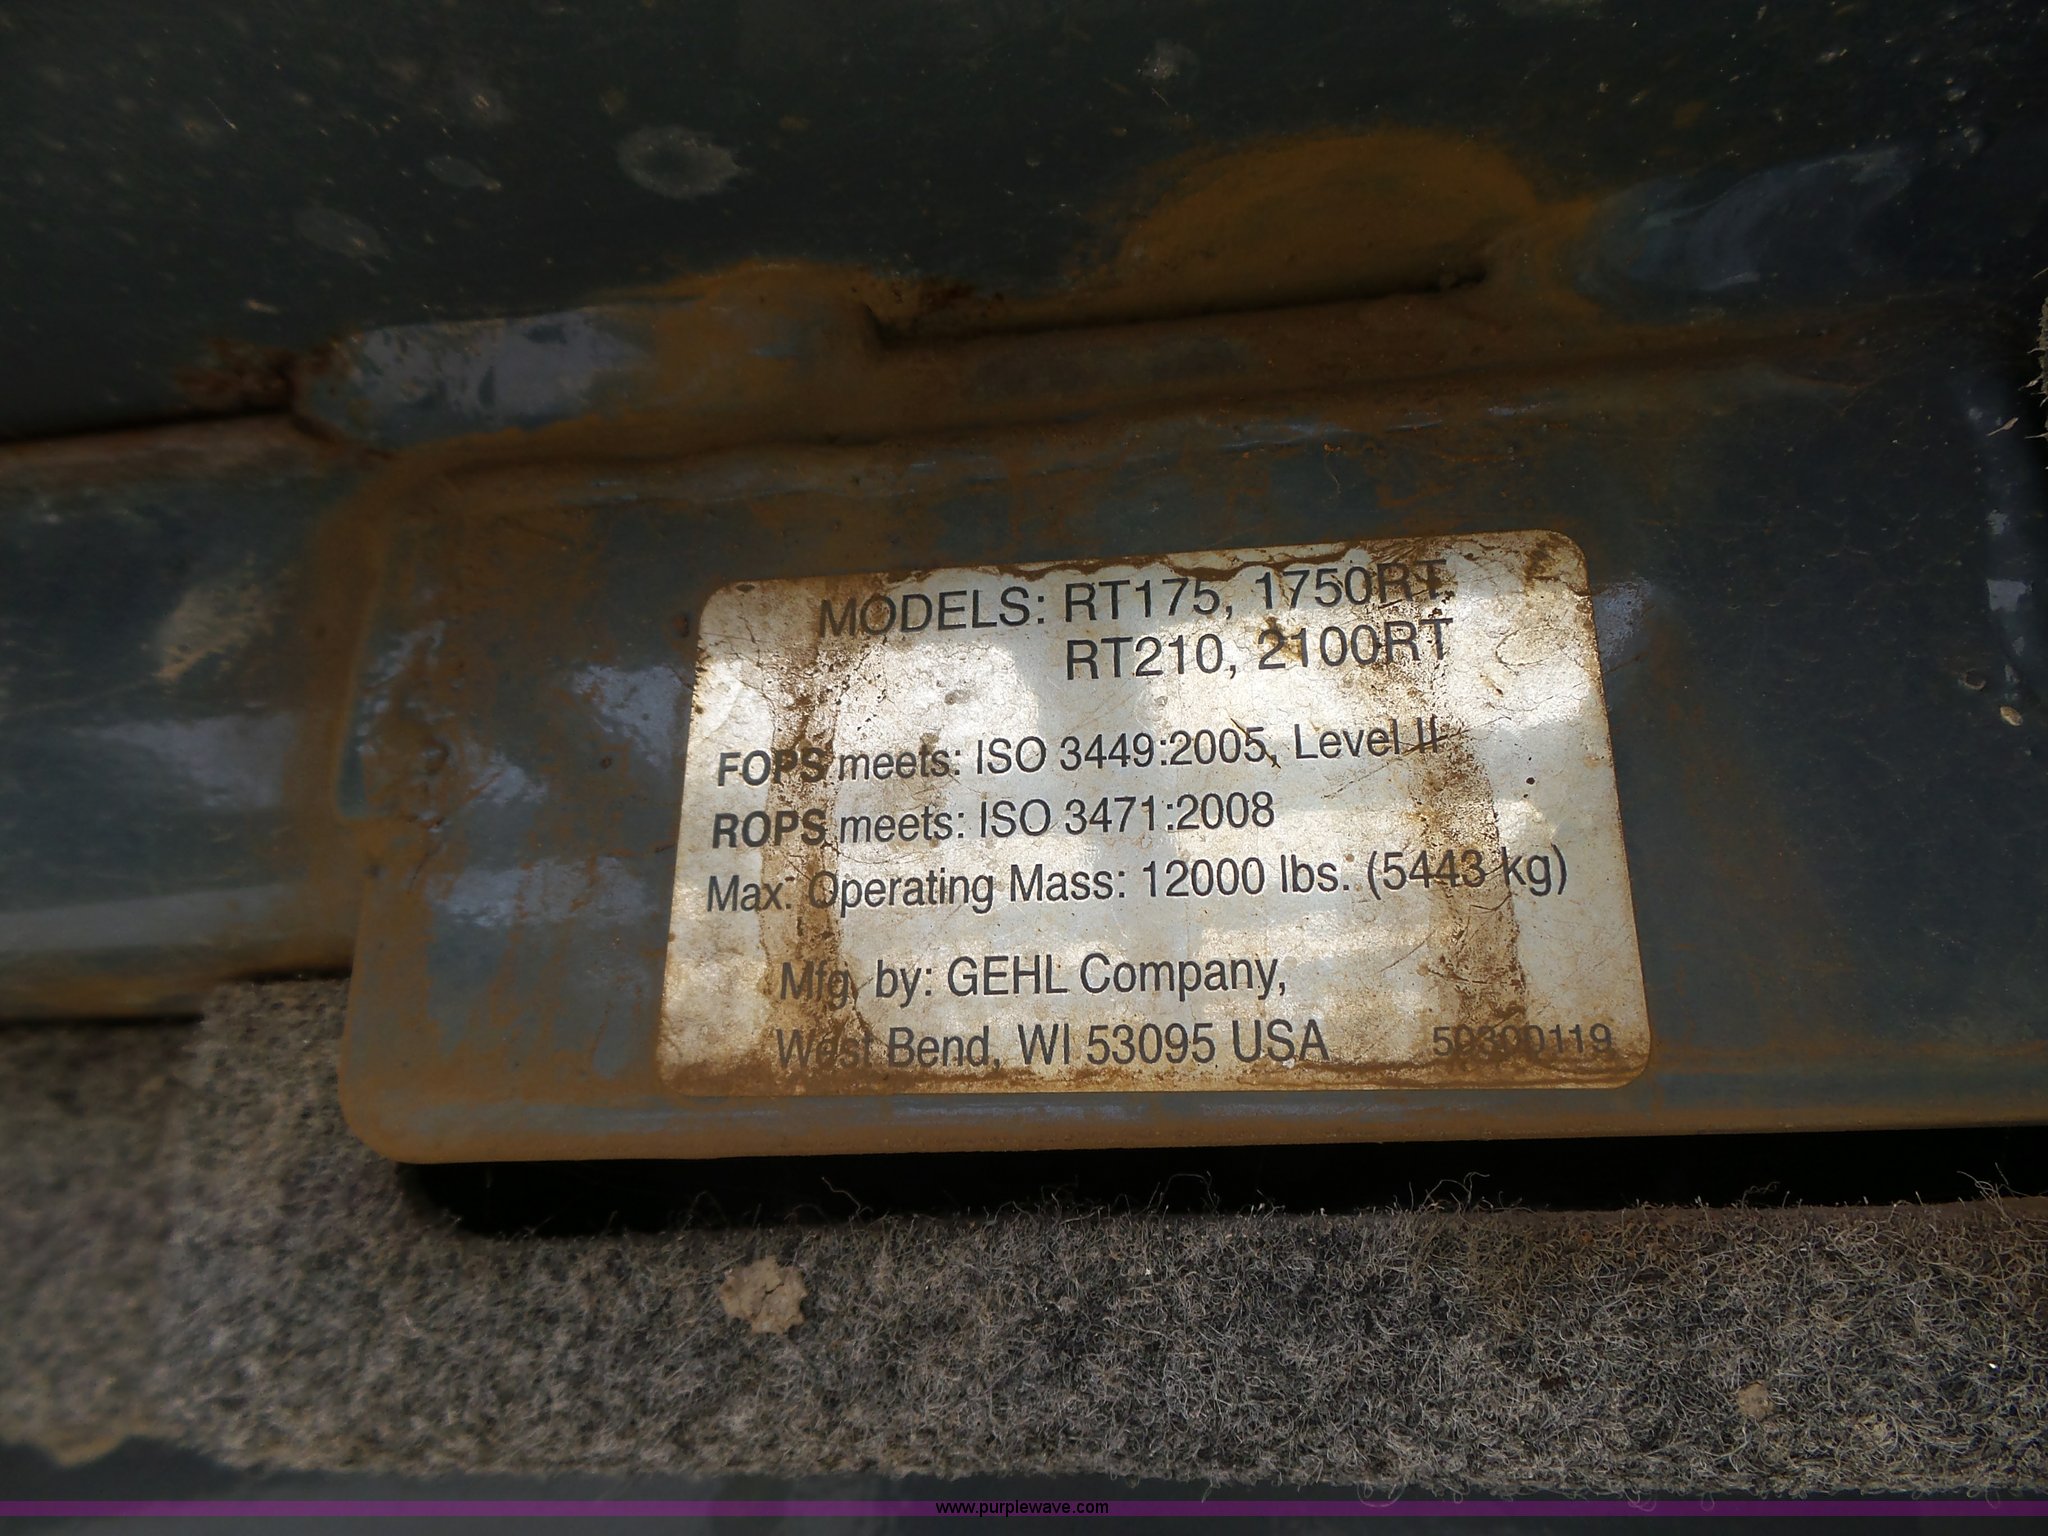 MODELS: RT175, 1750RT,
RT210, 2100RT
FOPS meets: ISO 3449:2005, Level II
ROPS meets: ISO 3471:2008
Max. Operating Mass: 12000 lbs. (5443 kg)
Mfg. by: GEHL Company,
West Bend, WI 53095 USA
50300119
www.purplewave.com